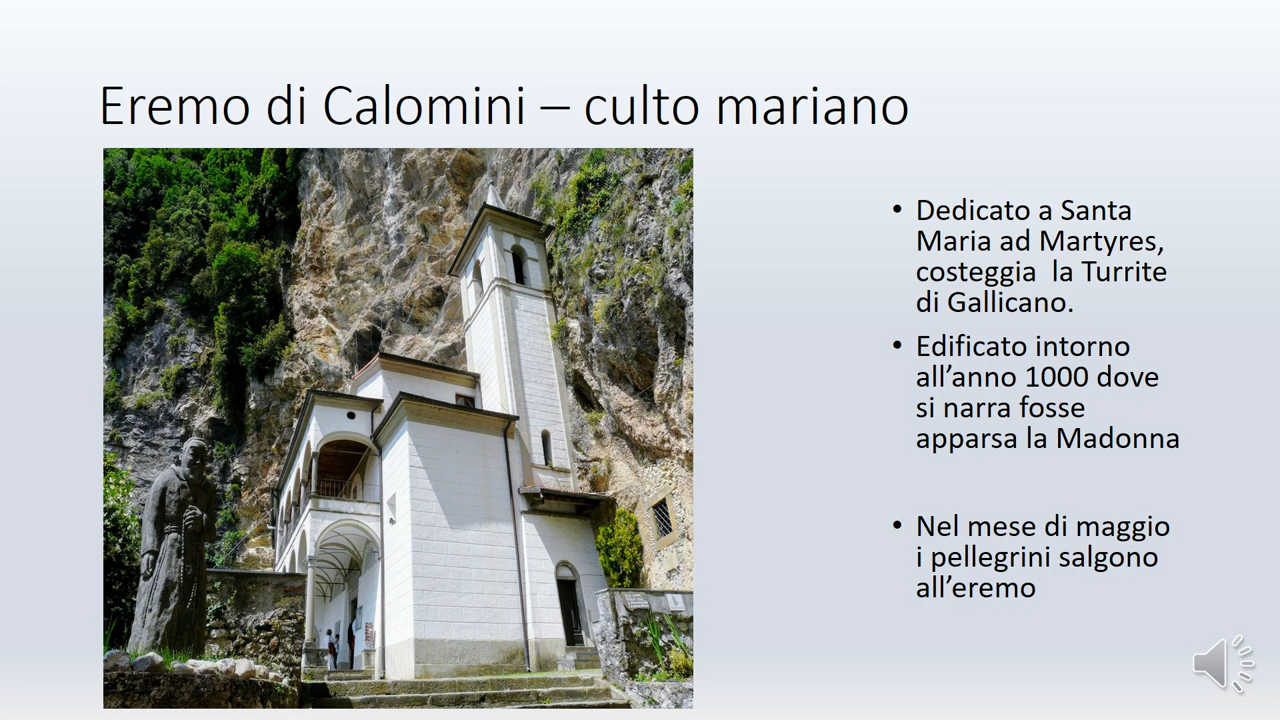 Eremo di Calomini – culto mariano
• Dedicato a Santa
Maria ad Martyres,
costeggia  la Turrite
di Gallicano.
• Edificato intorno
all’anno 1000 dove
si narra fosse
apparsa la Madonna
• Nel mese di maggio
i pellegrini salgono
all’eremo